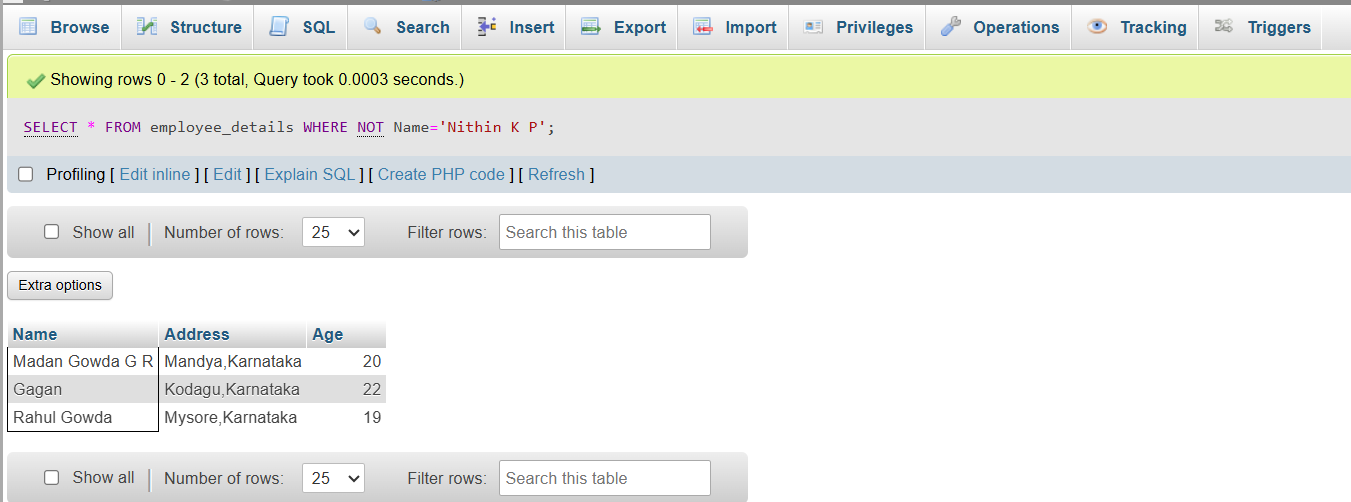 Browse Structure SQL Search Insert Export Import Privileges Operations Tracking Triggers
Showing rows 0 - 2 (3 total, Query took 0.0003 seconds.)
SELECT * FROM employee_details WHERE NOT Name='Nithin K P';
Profiling [ Edit inline ] [ Edit ] [ Explain SQL ] [ Create PHP code ] [ Refresh ]
Show all Number of rows: 25 Filter rows: Search this table
Extra options
Name Address Age
Madan Gowda G R Mandya,Karnataka 20
Gagan Kodagu,Karnataka 22
Rahul Gowda Mysore,Karnataka 19
Show all Number of rows: 25 Filter rows: Search this table